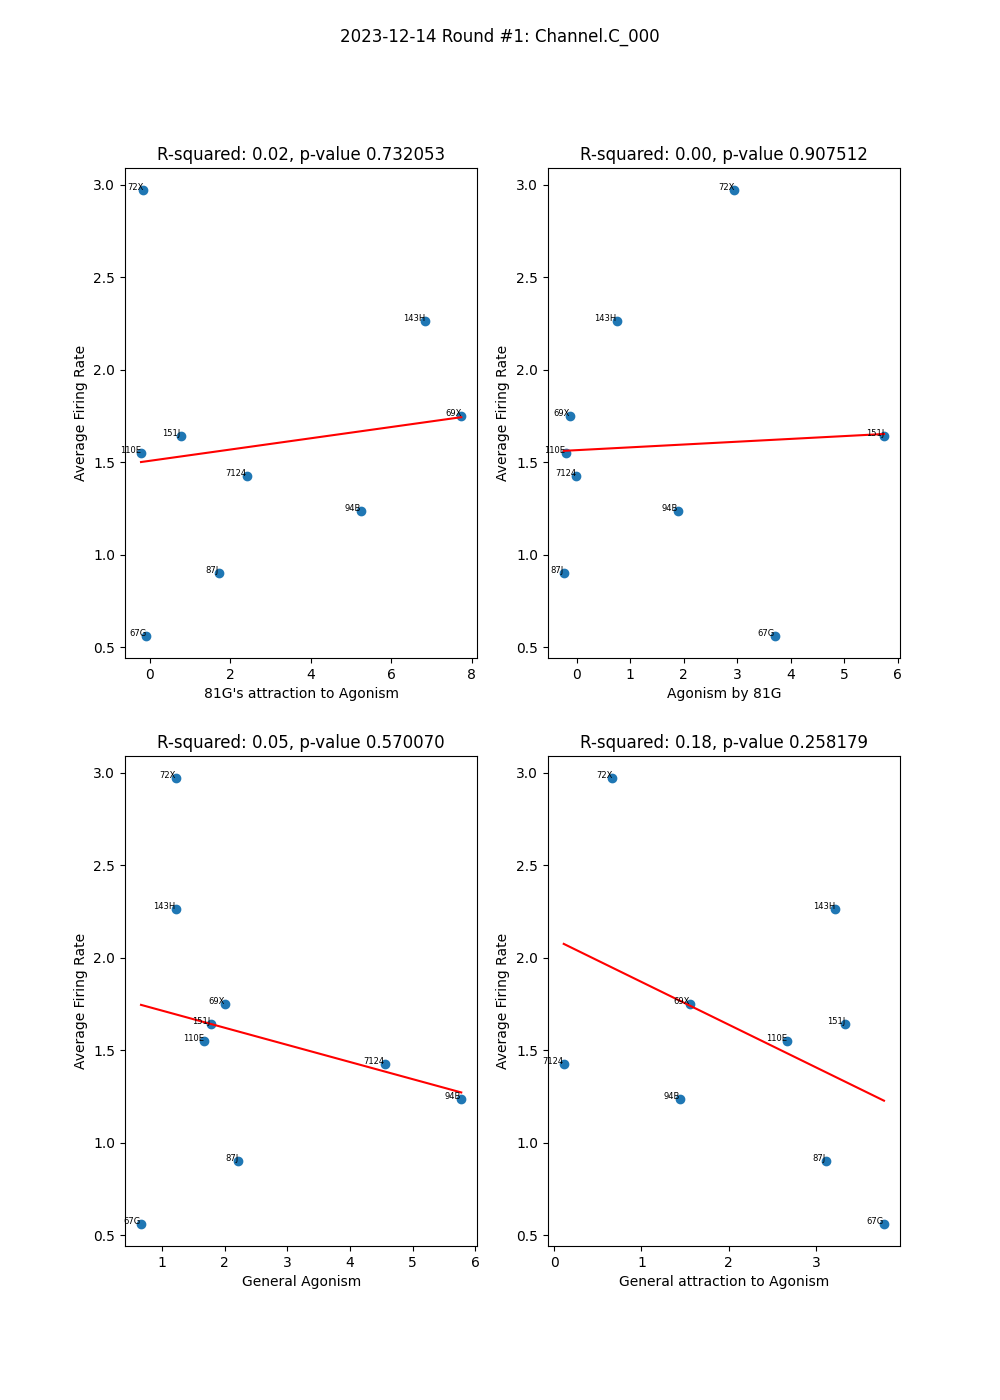 2023-12-14 Round #1: Channel.C_000
R-squared: 0.02, p-value 0.732053
3.0
2.5
2.0
1.5
1.0
0.5
Average Firing Rate
72X
143H
69X
151J
110E
7124
94B
87J
67G
0 2 4 6 8
81G's attraction to Agonism
R-squared: 0.00, p-value 0.907512
3.0
2.5
2.0
1.5
1.0
0.5
Average Firing Rate
72X
143H
69X
151J
110E
7124
94B
87J
67G
0 1 2 3 4 5 6
Agonism by 81G
R-squared: 0.05, p-value 0.570070
3.0
2.5
2.0
1.5
1.0
0.5
Average Firing Rate
72X
143H
69X
151J
110E
7124
94B
87J
67G
1 2 3 4 5 6
General Agonism
R-squared: 0.18, p-value 0.258179
3.0
2.5
2.0
1.5
1.0
0.5
Average Firing Rate
72X
143H
69X
151J
110E
7124
94B
87J
67G
0 1 2 3
General attraction to Agonism